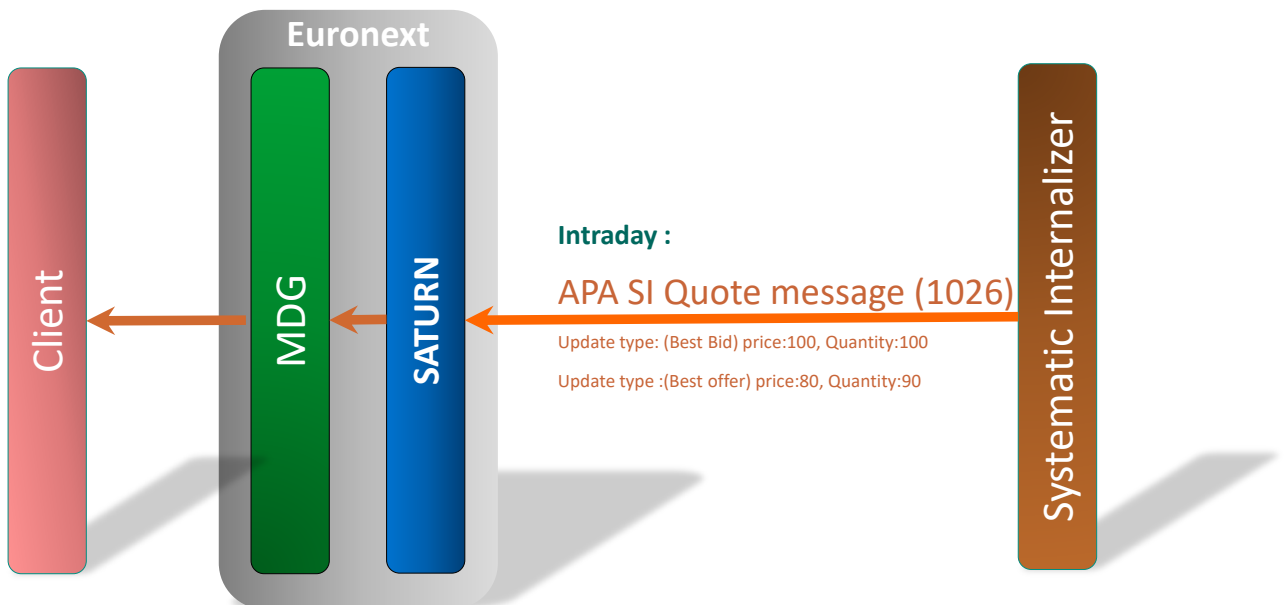 Euronext
Client
MDG
SATURN
Intraday :
APA SI Quote message (1026)
Update type: (Best Bid) price:100, Quantity:100
Update type :(Best offer) price:80, Quantity:90
Systematic Internalizer